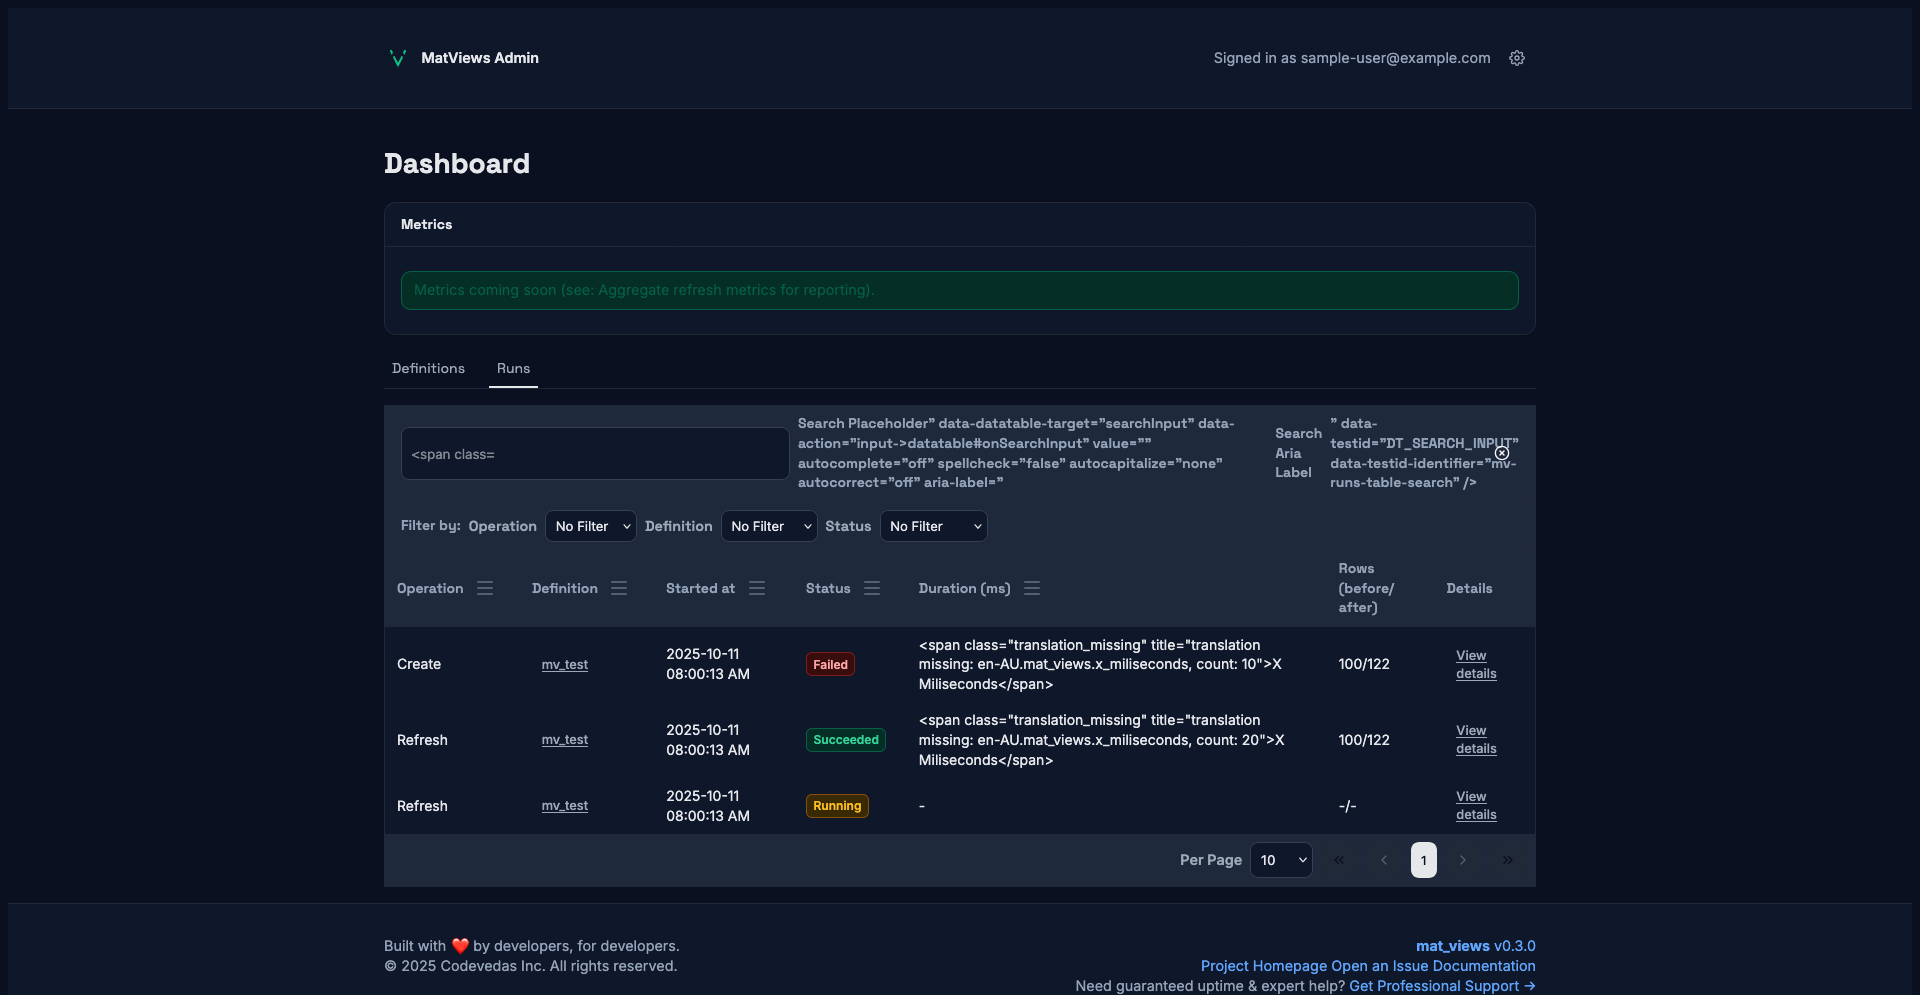 MatViews Admin
Signed in as sample-user@example.com
Dashboard
Metrics
Metrics coming soon (see: Aggregate refresh metrics for reporting).
Definitions
Runs
<span class=
Search Placeholder" data-datatable-target="searchInput" data-
action="input->datatable#onSearchInput" value=""
autocomplete="off" spellcheck="false" autocapitalize="none"
autocorrect="off" aria-label="
Search
Aria
Label
" data-
testid="DT_SEARCH_INPUT"
data-testid-identifier="mv-
runs-table-search" />
Filter by: Operation No Filter Definition No Filter Status No Filter
Operation
Definition
Started at
Status
Duration (ms)
Rows
(before/
after)
Details
Create
mv_test
2025-10-11
08:00:13 AM
Failed
<span class="translation_missing" title="translation
missing: en-AU.mat_views.x_miliseconds, count: 10">X
Miliseconds</span>
100/122
View
details
Refresh
mv_test
2025-10-11
08:00:13 AM
Succeeded
<span class="translation_missing" title="translation
missing: en-AU.mat_views.x_miliseconds, count: 20">X
Miliseconds</span>
100/122
View
details
Refresh
mv_test
2025-10-11
08:00:13 AM
Running
-
-/-
View
details
Per Page 10 « ‹ 1 › »
Built with ❤️ by developers, for developers.
© 2025 Codevedas Inc. All rights reserved.
mat_views v0.3.0
Project Homepage Open an Issue Documentation
Need guaranteed uptime & expert help? Get Professional Support →